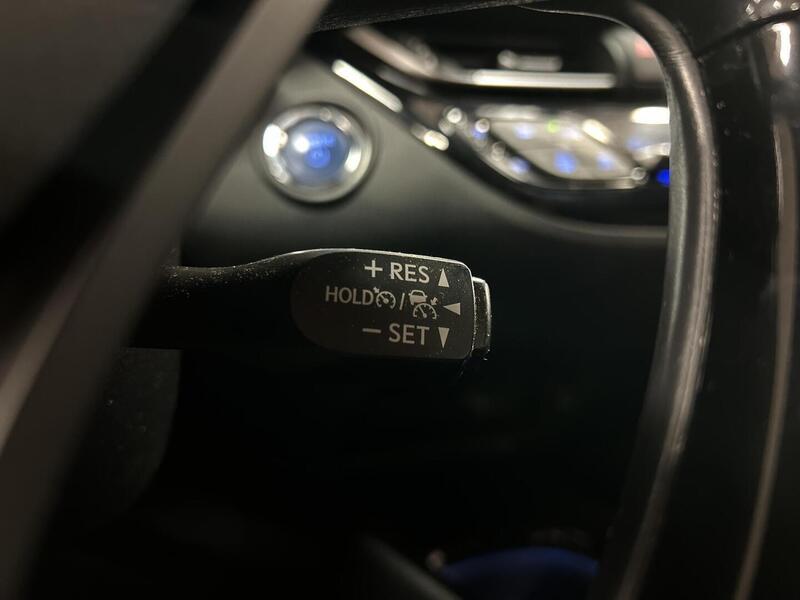 + RES ▲
HOLD / ◀
− SET ▼